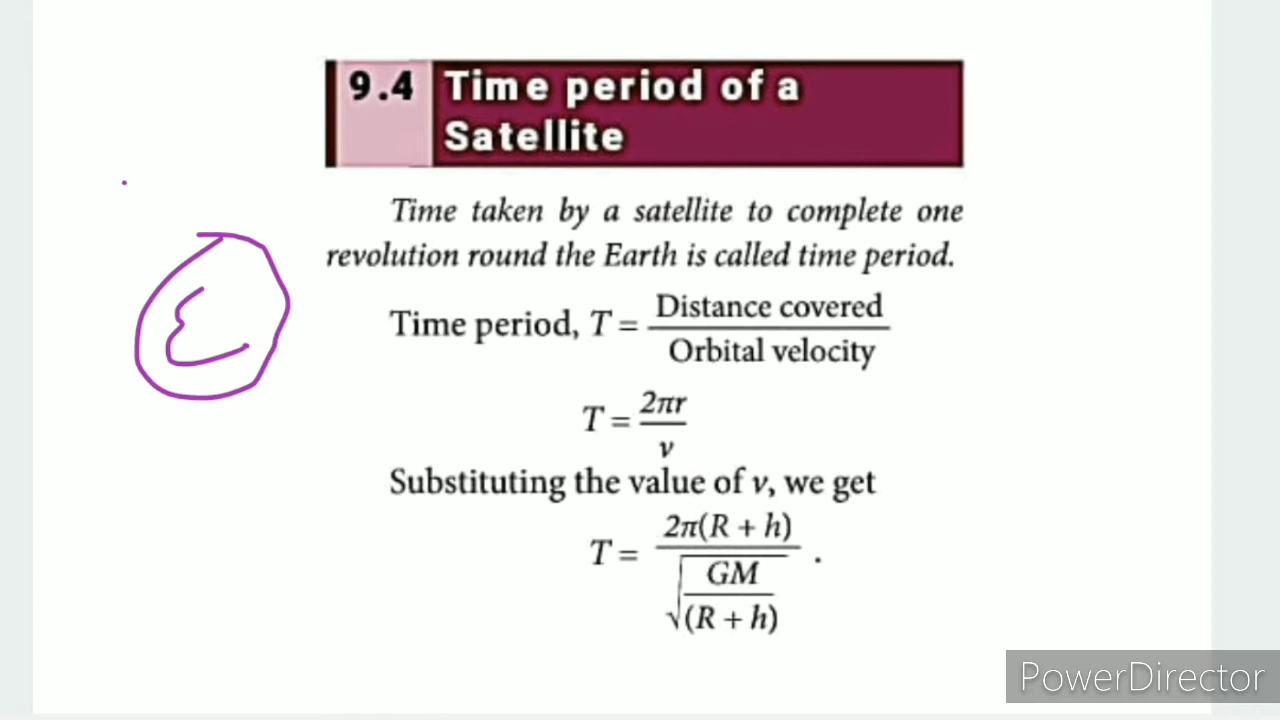 9.4 Time period of a
Satellite
Time taken by a satellite to complete one
revolution round the Earth is called time period.
Time period, T = Distance covered / Orbital velocity
T = 2πr / v
Substituting the value of v, we get
T = 2π(R + h) / √(GM / (R + h)) .
E
PowerDirector